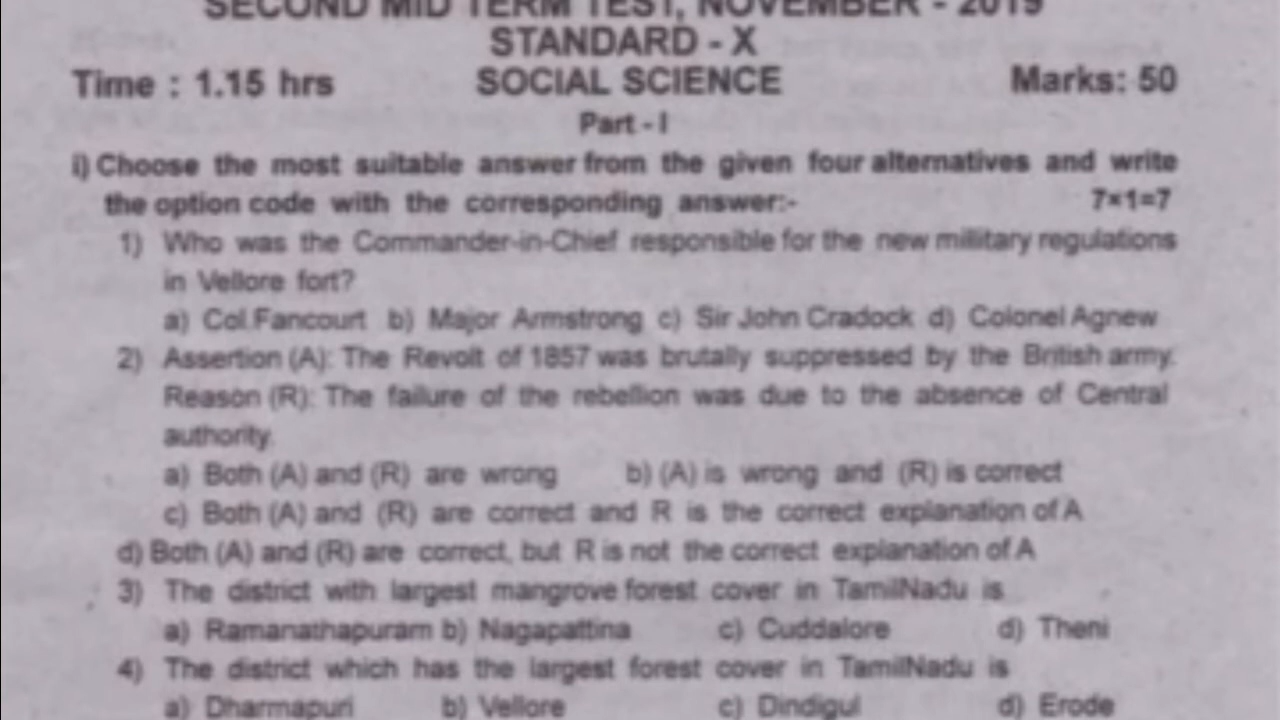 SECOND MID TERM TEST, NOVEMBER - 2019
STANDARD - X
Time : 1.15 hrs SOCIAL SCIENCE Marks: 50
Part - I
i) Choose the most suitable answer from the given four alternatives and write
the option code with the corresponding answer:- 7×1=7
1) Who was the Commander-in-Chief responsible for the new military regulations
in Vellore fort?
a) Col.Fancourt b) Major Armstrong c) Sir John Cradock d) Colonel Agnew
2) Assertion (A): The Revolt of 1857 was brutally suppressed by the British army.
Reason (R): The failure of the rebellion was due to the absence of Central
authority.
a) Both (A) and (R) are wrong b) (A) is wrong and (R) is correct
c) Both (A) and (R) are correct and R is the correct explanation of A
d) Both (A) and (R) are correct, but R is not the correct explanation of A
3) The district with largest mangrove forest cover in TamilNadu is
a) Ramanathapuram b) Nagapattina c) Cuddalore d) Theni
4) The district which has the largest forest cover in TamilNadu is
a) Dharmapuri b) Vellore c) Dindigul d) Erode